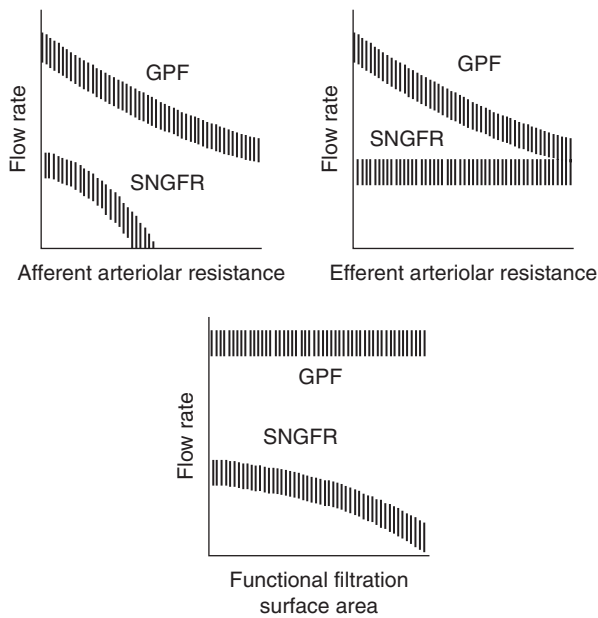 Flow rate
GPF
SNGFR
Afferent arteriolar resistance
Flow rate
GPF
SNGFR
Efferent arteriolar resistance
Flow rate
GPF
SNGFR
Functional filtration
surface area